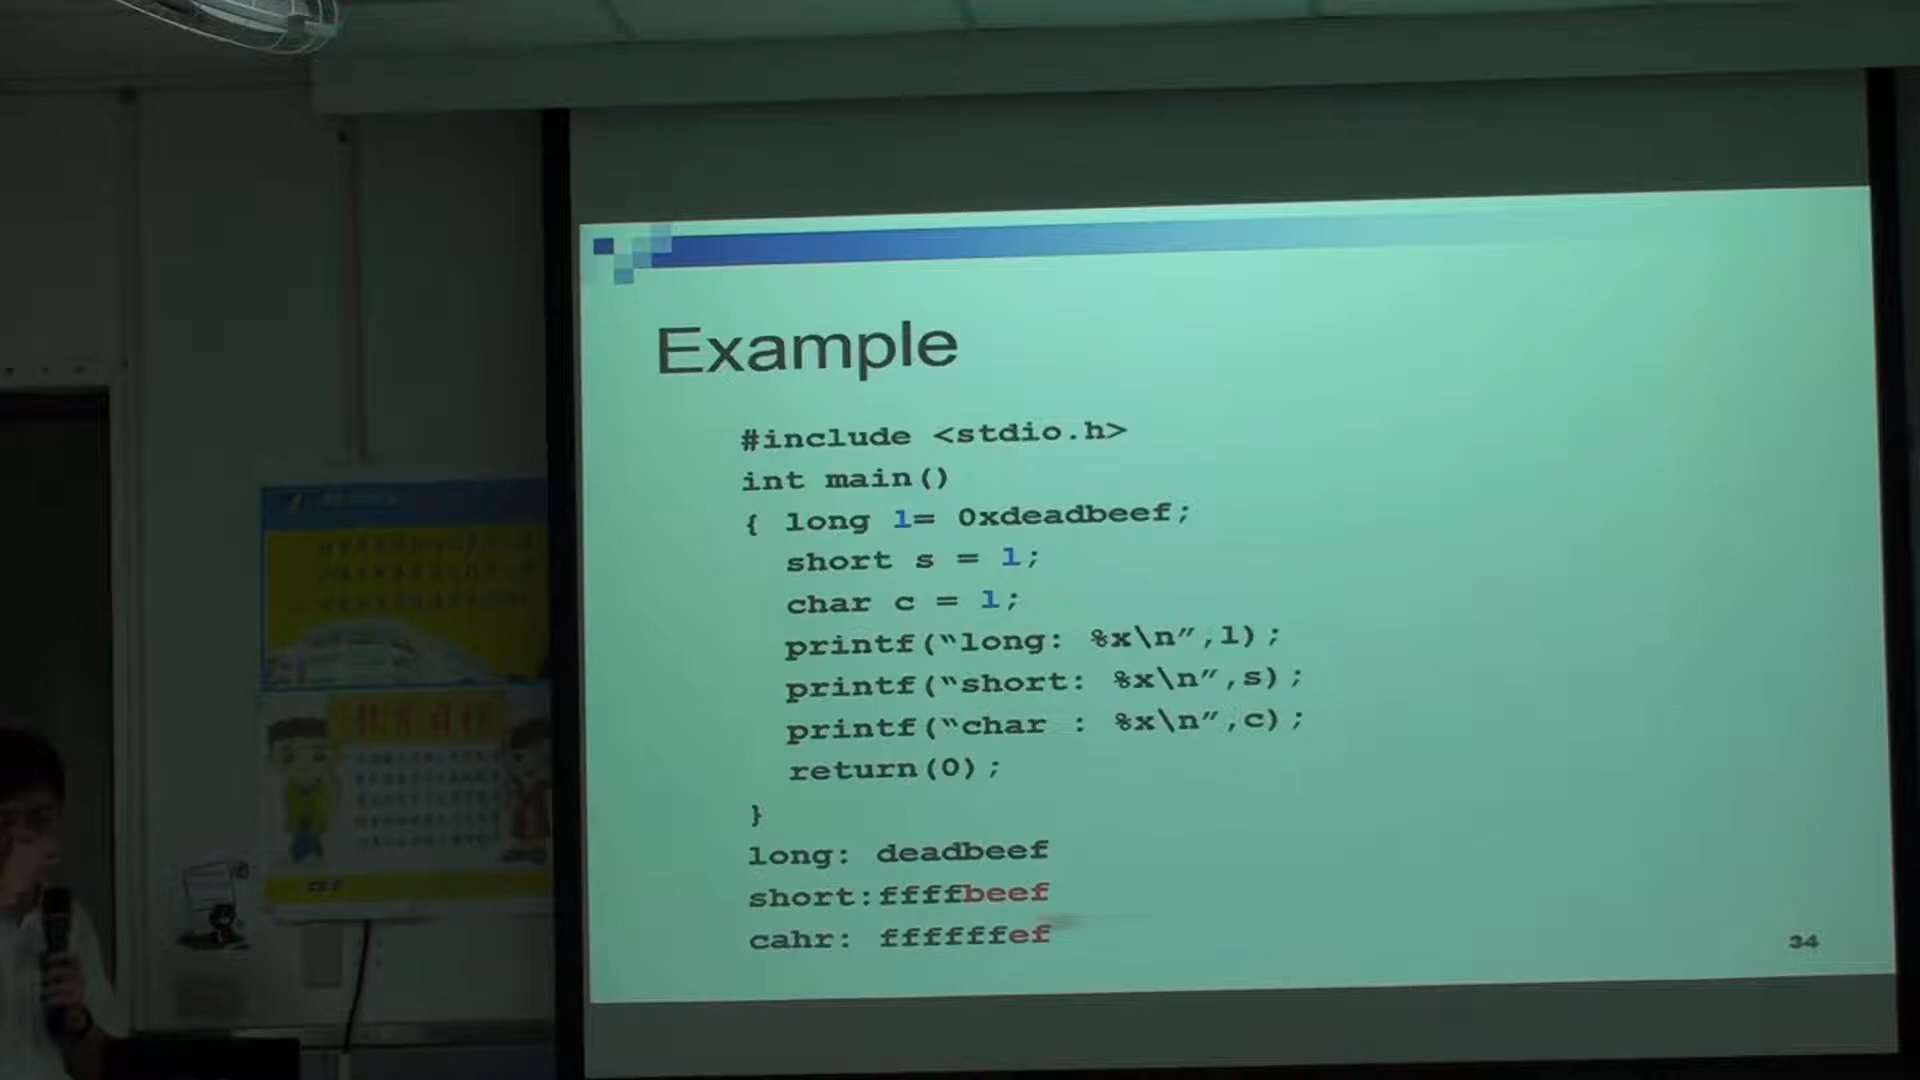 Example
#include <stdio.h>
int main()
{ long l= 0xdeadbeef;
short s = l;
char c = l;
printf(“long: %x\n”,l);
printf(“short: %x\n”,s);
printf(“char : %x\n”,c);
return(0);
}
long: deadbeef
short:ffffbeef
cahr: ffffffef
34